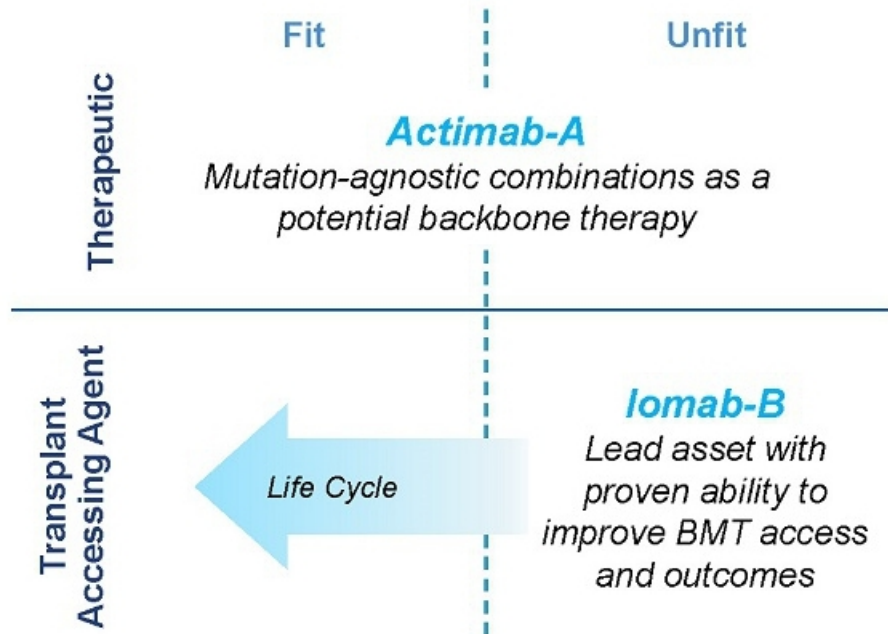 Fit
Unfit
Therapeutic
Actimab-A
Mutation-agnostic combinations as a
potential backbone therapy
Transplant
Accessing Agent
Life Cycle
Iomab-B
Lead asset with
proven ability to
improve BMT access
and outcomes